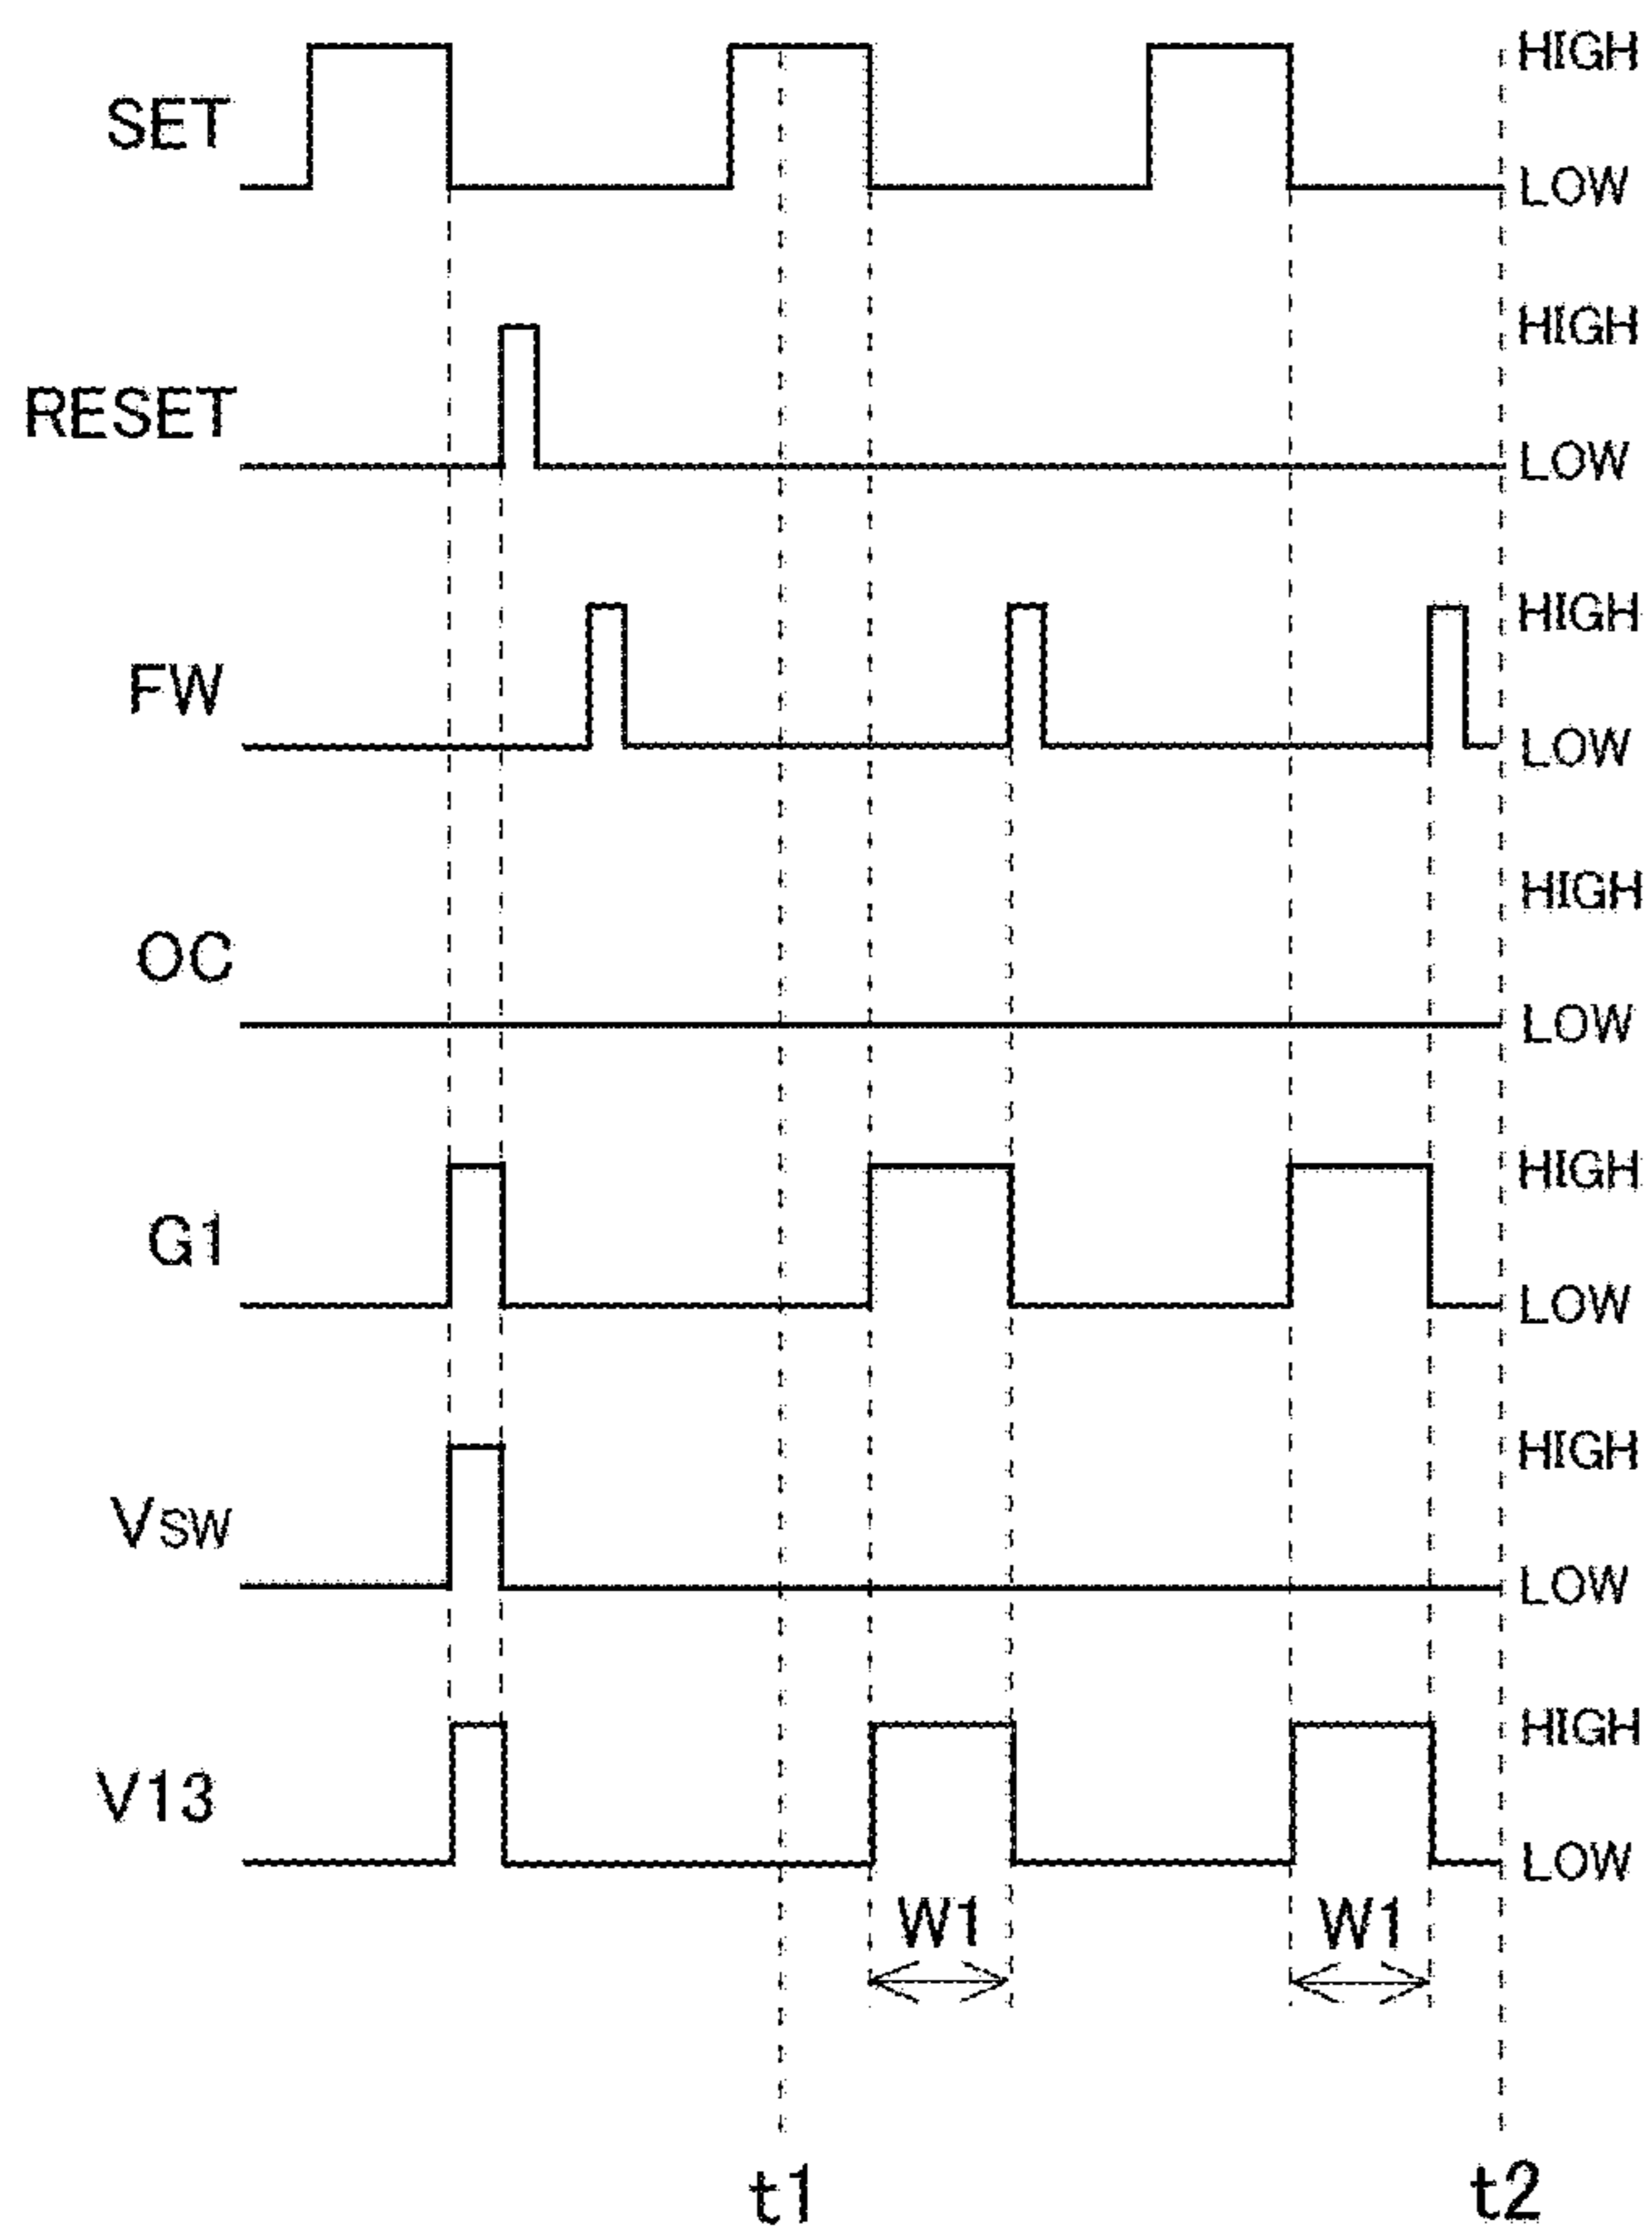 HIGH
SET
LOW
HIGH
RESET
LOW
HIGH
FW
LOW
HIGH
OC
LOW
HIGH
G1
LOW
HIGH
VSW
LOW
HIGH
V13
LOW
W1 W1
t1 t2